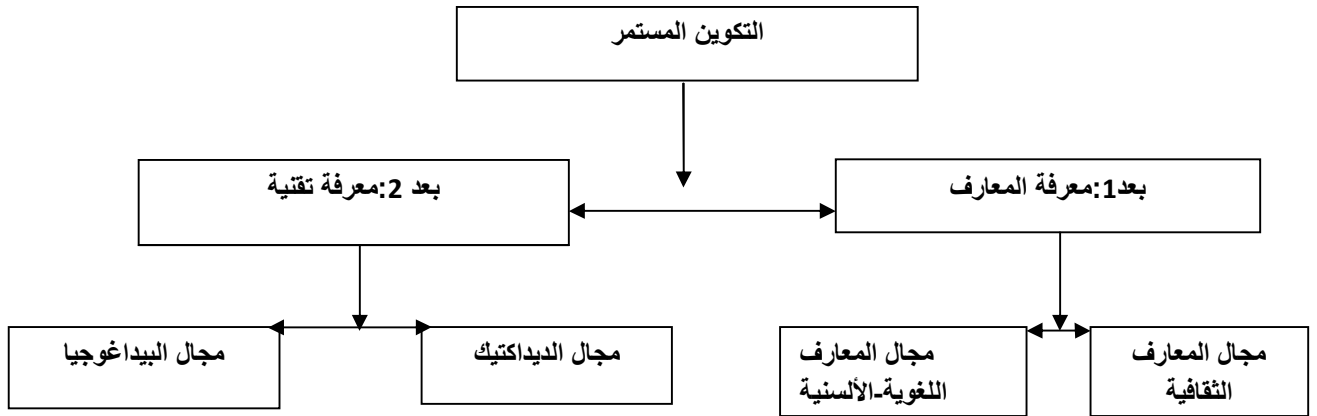 التكوين المستمر
بعد1:معرفة المعارف
بعد 2:معرفة تقنية
مجال المعارف
الثقافية
مجال المعارف
اللغوية-الألسنية
مجال الديداكتيك
مجال البيداغوجيا